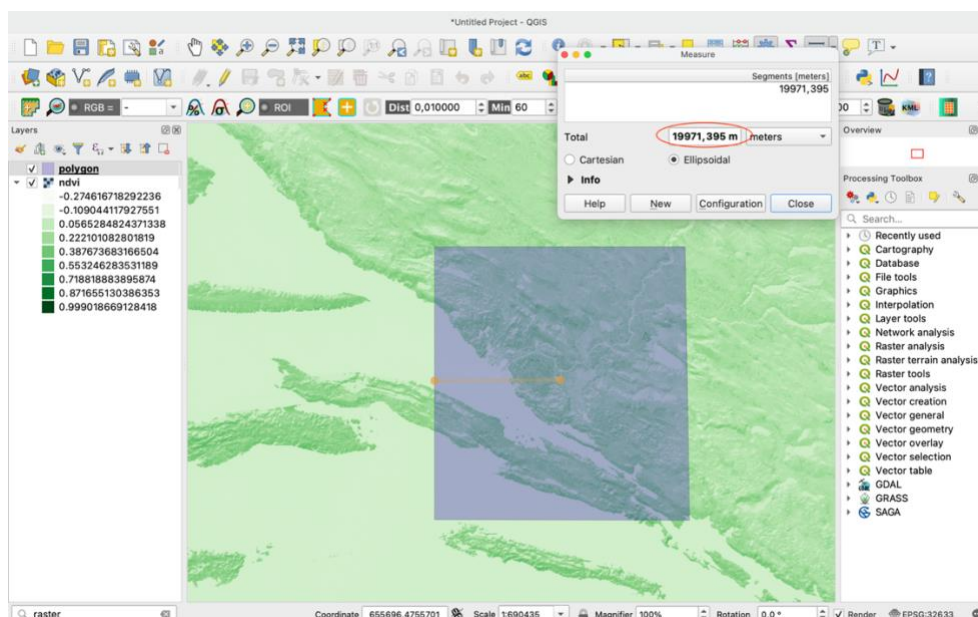 *Untitled Project - QGIS
Measure
Segments [meters]
19971,395
Total 19971,395 m meters
Cartesian Ellipsoidal
Info
Help New Configuration Close
RGB = - ROI Dist 0,010000 Min 60 00 KML
Layers
polygon
ndvi
-0.274616718292236
-0.109044117927551
0.0565284824371338
0.222101082801819
0.387673683166504
0.553246283531189
0.718818883895874
0.871655130386353
0.999018669128418
Overview
Processing Toolbox
Search...
Recently used
Cartography
Database
File tools
Graphics
Interpolation
Layer tools
Network analysis
Raster analysis
Raster terrain analysis
Raster tools
Vector analysis
Vector creation
Vector general
Vector geometry
Vector overlay
Vector selection
Vector table
GDAL
GRASS
SAGA
raster Coordinate 655696.4755701 Scale 1:690435 Magnifier 100% Rotation 0.0 ° Render EPSG:32633